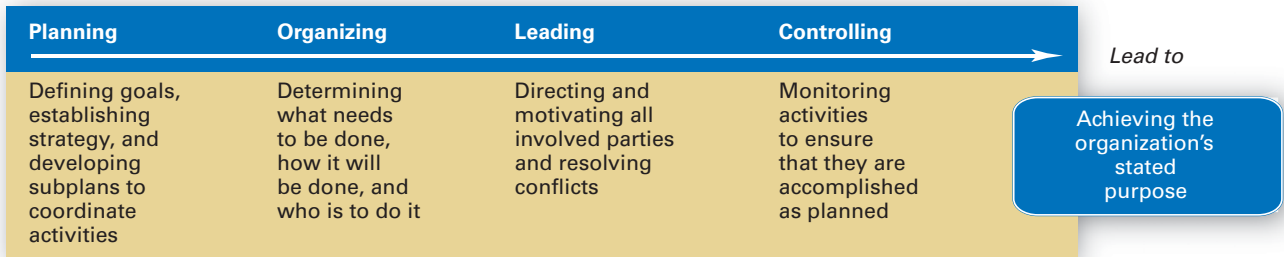 Planning
Organizing
Leading
Controlling
Lead to
Defining goals,
establishing
strategy, and
developing
subplans to
coordinate
activities
Determining
what needs
to be done,
how it will
be done, and
who is to do it
Directing and
motivating all
involved parties
and resolving
conflicts
Monitoring
activities
to ensure
that they are
accomplished
as planned
Achieving the
organization's
stated
purpose